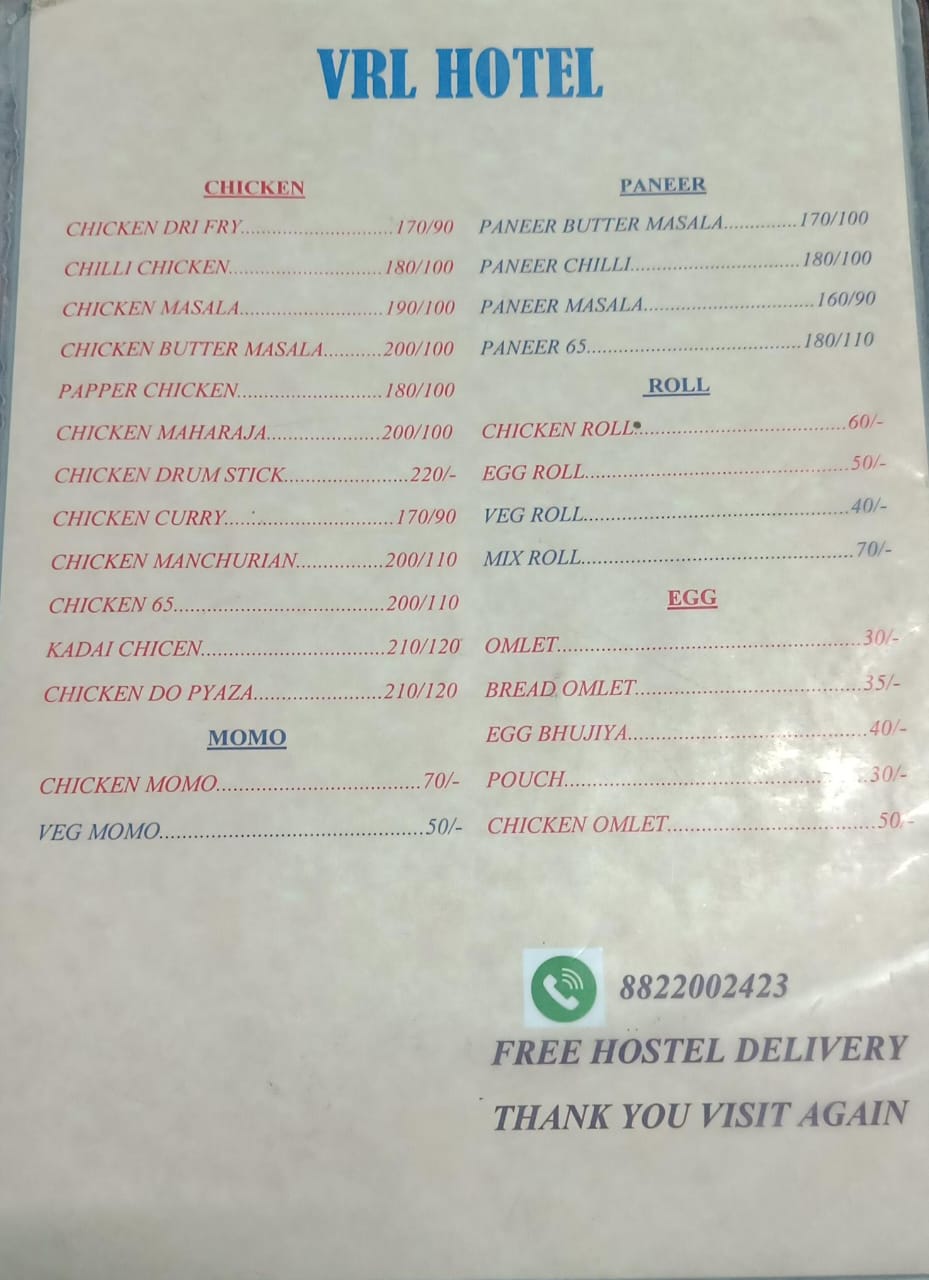 VRL HOTEL
CHICKEN
CHICKEN DRI FRY............................170/90
CHILLI CHICKEN............................180/100
CHICKEN MASALA..........................190/100
CHICKEN BUTTER MASALA..........200/100
PAPPER CHICKEN..........................180/100
CHICKEN MAHARAJA....................200/100
CHICKEN DRUM STICK......................220/-
CHICKEN CURRY..............................170/90
CHICKEN MANCHURIAN...............200/110
CHICKEN 65.....................................200/110
KADAI CHICEN................................210/120
CHICKEN DO PYAZA.......................210/120
MOMO
CHICKEN MOMO....................................70/-
VEG MOMO..............................................50/-
PANEER
PANEER BUTTER MASALA.............170/100
PANEER CHILLI..............................180/100
PANEER MASALA.............................160/90
PANEER 65.....................................180/110
ROLL
CHICKEN ROLL....................................60/-
EGG ROLL.............................................50/-
VEG ROLL.............................................40/-
MIX ROLL..............................................70/-
EGG
OMLET....................................................30/-
BREAD OMLET.......................................35/-
EGG BHUJIYA.........................................40/-
POUCH....................................................30/-
CHICKEN OMLET...................................50/-
8822002423
FREE HOSTEL DELIVERY
THANK YOU VISIT AGAIN